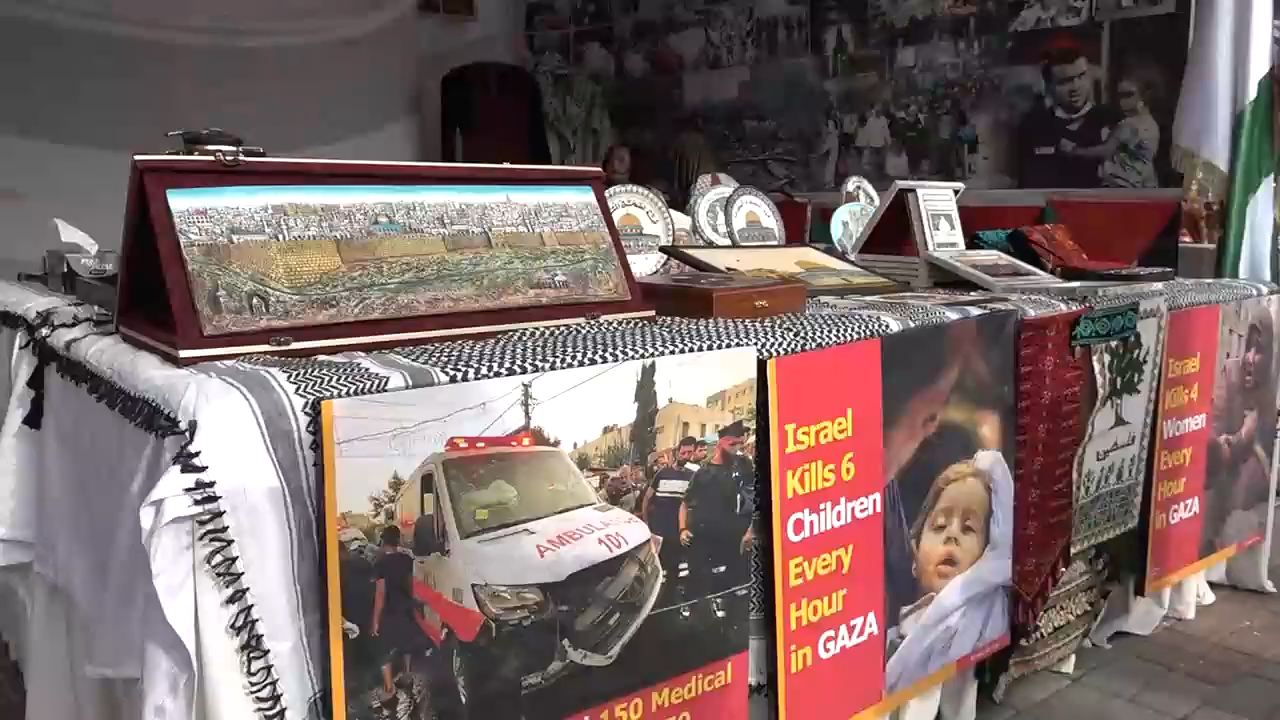 AMBULANCE
101
150 Medical
Israel
Kills 6
Children
Every
Hour
in GAZA
فلسطين
Israel
Kills 4
Women
Every
Hour
in GAZA